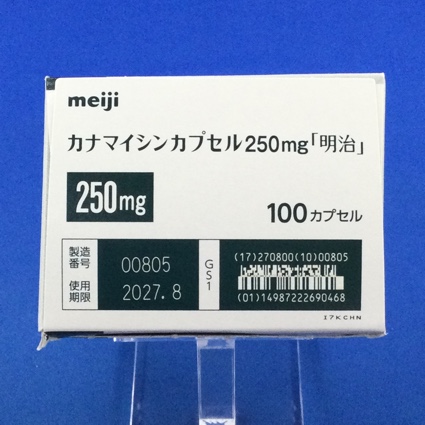 meiji
カナマイシンカプセル250mg「明治」
250mg
100カプセル
製造番号 00805
使用期限 2027.8
GS1
(17)270800(10)00805
(01)14987222690468
I7KCHN